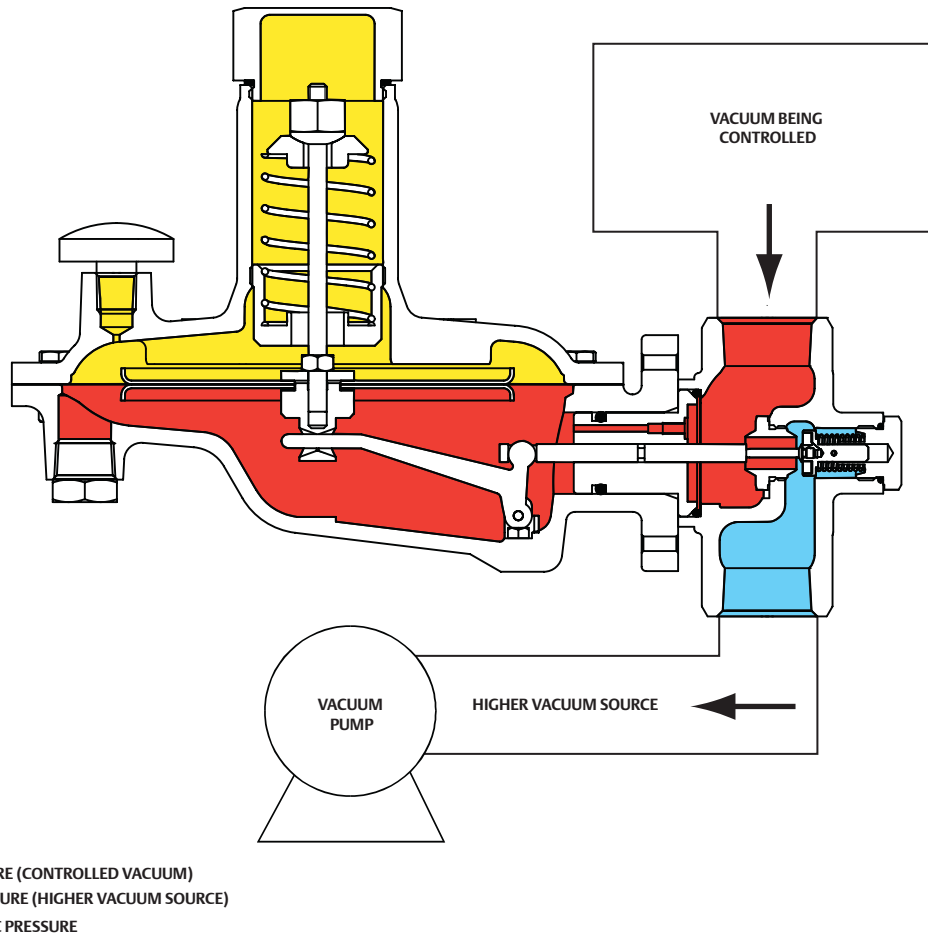 VACUUM BEING
CONTROLLED
VACUUM
PUMP
HIGHER VACUUM SOURCE
RE (CONTROLLED VACUUM)
URE (HIGHER VACUUM SOURCE)
PRESSURE